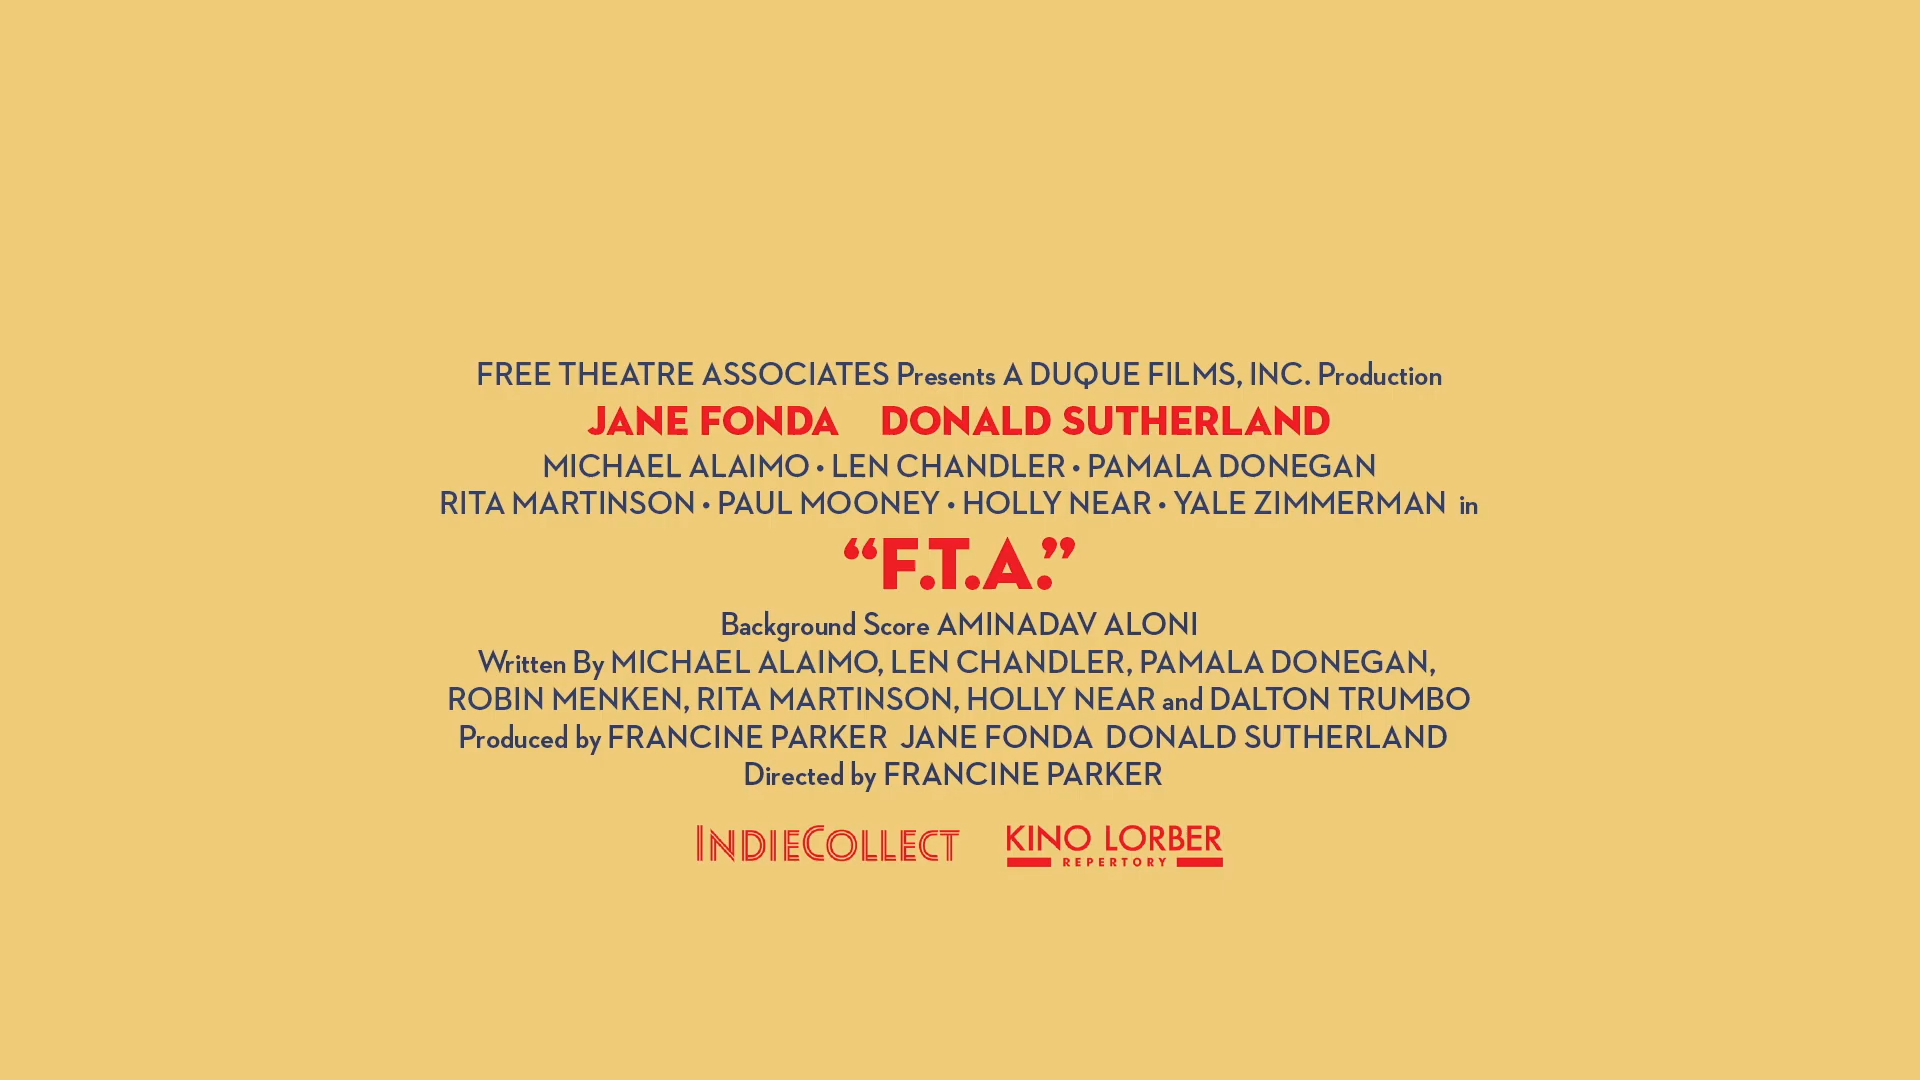 FREE THEATRE ASSOCIATES Presents A DUQUE FILMS, INC. Production
JANE FONDA DONALD SUTHERLAND
MICHAEL ALAIMO • LEN CHANDLER • PAMALA DONEGAN
RITA MARTINSON • PAUL MOONEY • HOLLY NEAR • YALE ZIMMERMAN in
“F.T.A.”
Background Score AMINADAV ALONI
Written By MICHAEL ALAIMO, LEN CHANDLER, PAMALA DONEGAN,
ROBIN MENKEN, RITA MARTINSON, HOLLY NEAR and DALTON TRUMBO
Produced by FRANCINE PARKER JANE FONDA DONALD SUTHERLAND
Directed by FRANCINE PARKER
INDIECOLLECT
KINO LORBER
REPERTORY